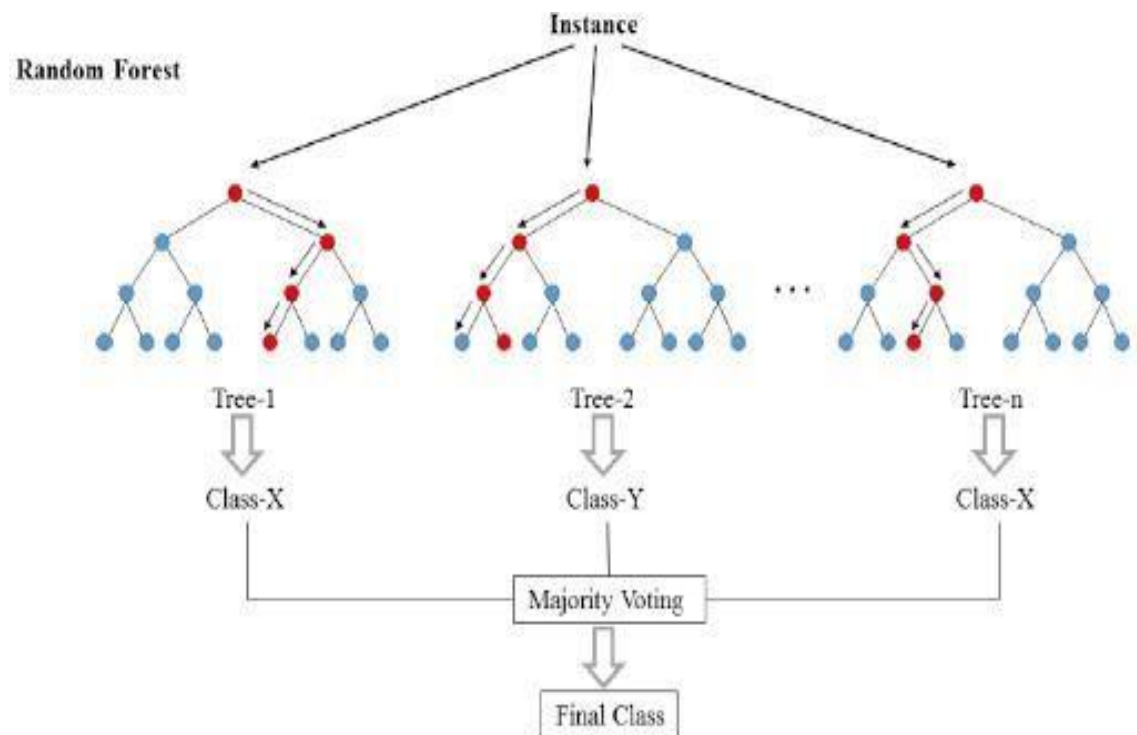 Instance
Random Forest
...
Tree-1
Tree-2
Tree-n
Class-X
Class-Y
Class-X
Majority Voting
Final Class